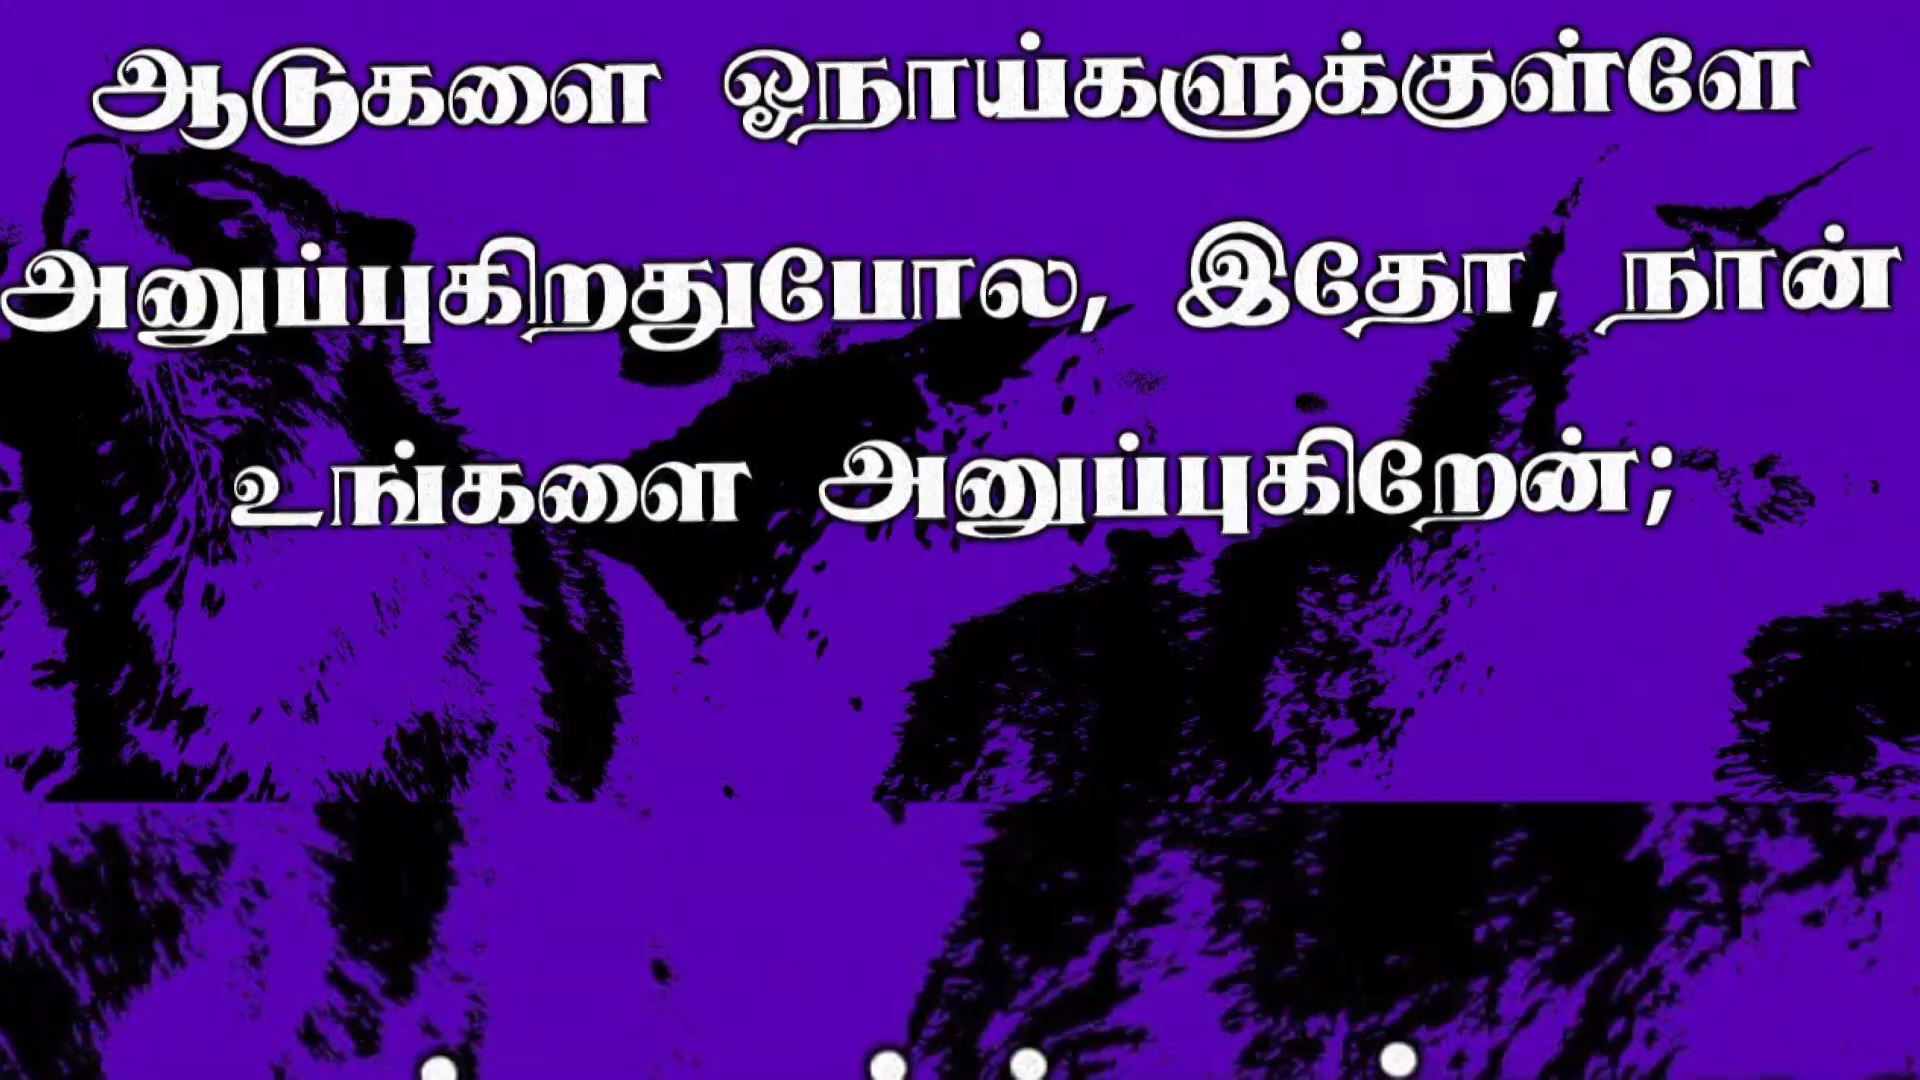 ஆடுகளை ஓநாய்களுக்குள்ளே
அனுப்புகிறதுபோல, இதோ, நான்
உங்களை அனுப்புகிறேன்;